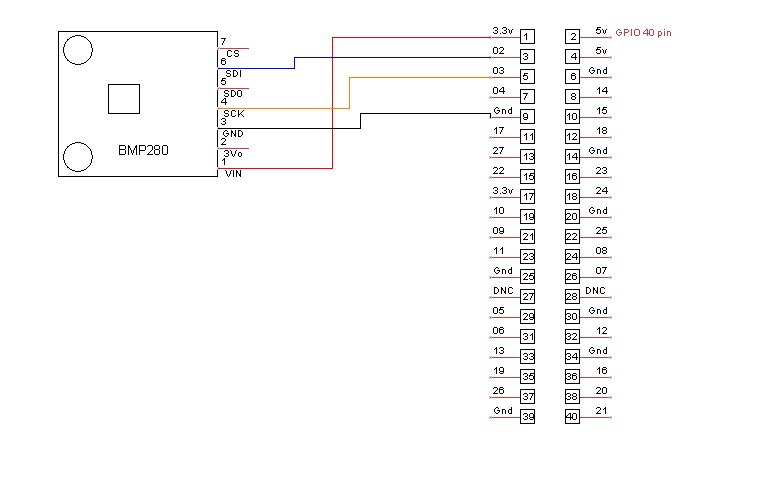 7
CS
6
SDI
5
SDO
4
SCK
3
GND
2
3Vo
1
VIN
BMP280
GPIO 40 pin
3.3v 1 2 5v
02 3 4 5v
03 5 6 Gnd
04 7 8 14
Gnd 9 10 15
17 11 12 18
27 13 14 Gnd
22 15 16 23
3.3v 17 18 24
10 19 20 Gnd
09 21 22 25
11 23 24 08
Gnd 25 26 07
DNC 27 28 DNC
05 29 30 Gnd
06 31 32 12
13 33 34 Gnd
19 35 36 16
26 37 38 20
Gnd 39 40 21